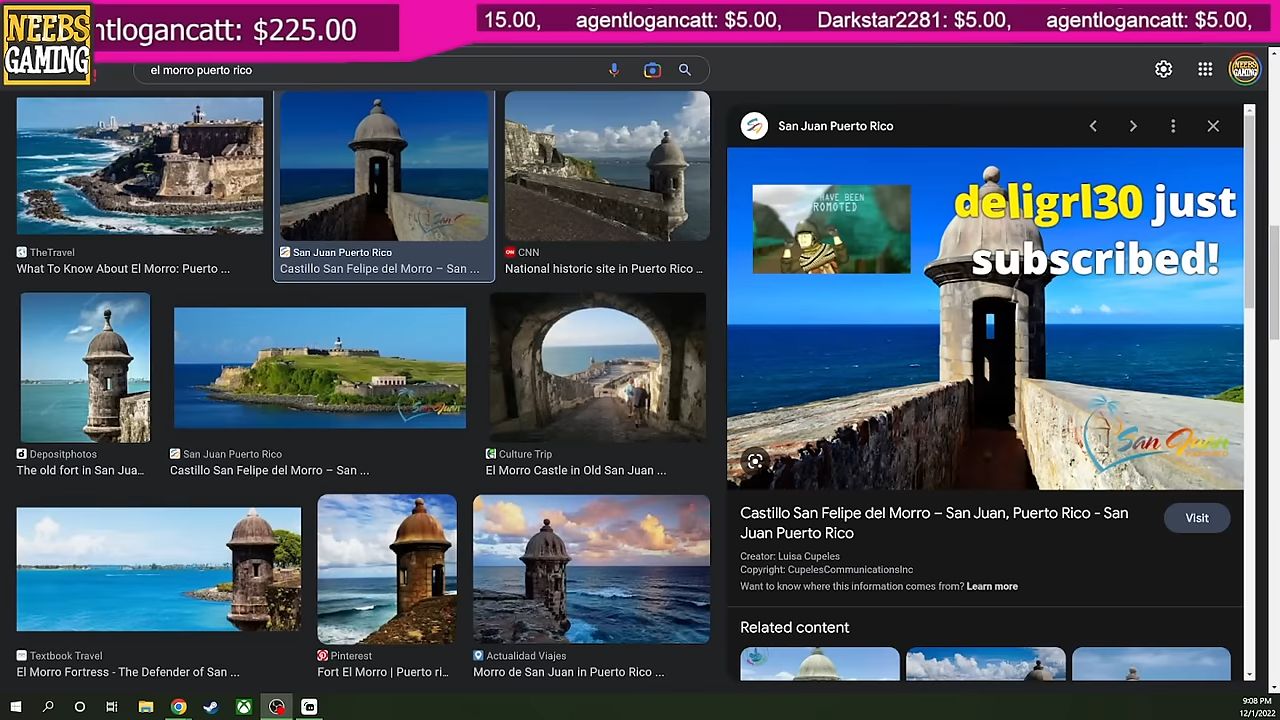 NEEBS
GAMING
ntlogancatt: $225.00
15.00, agentlogancatt: $5.00, Darkstar2281: $5.00, agentlogancatt: $5.00,
el morro puerto rico
TheTravel
What To Know About El Morro: Puerto ...
San Juan Puerto Rico
Castillo San Felipe del Morro – San ...
CNN
National historic site in Puerto Rico ...
Depositphotos
The old fort in San Jua...
San Juan Puerto Rico
Castillo San Felipe del Morro – San ...
Culture Trip
El Morro Castle in Old San Juan ...
Textbook Travel
El Morro Fortress - The Defender of San ...
Pinterest
Fort El Morro | Puerto ri...
Actualidad Viajes
Morro de San Juan in Puerto Rico ...
San Juan Puerto Rico
HAVE BEEN
ROMOTED
deligrl30 just
subscribed!
San Juan
Castillo San Felipe del Morro – San Juan, Puerto Rico - San
Juan Puerto Rico
Visit
Creator: Luisa Cupeles
Copyright: CupelesCommunicationsInc
Want to know where this information comes from? Learn more
Related content
9:08 PM
12/1/2022